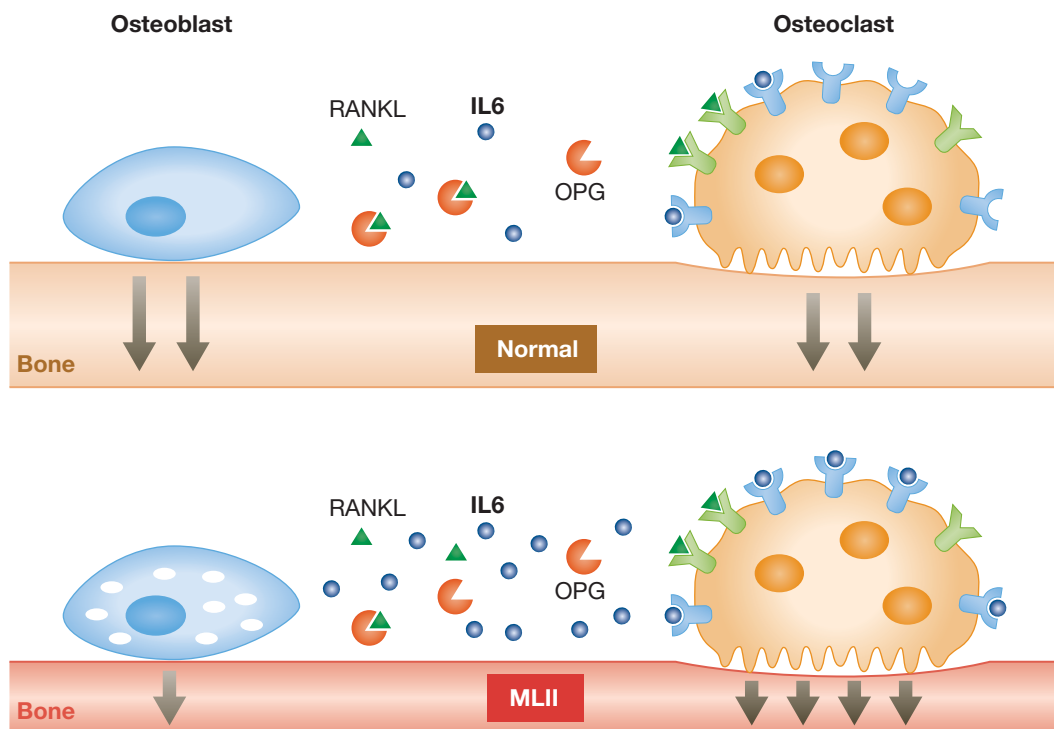 Osteoblast
Osteoclast
RANKL
IL6
OPG
Normal
Bone
RANKL
IL6
OPG
MLII
Bone